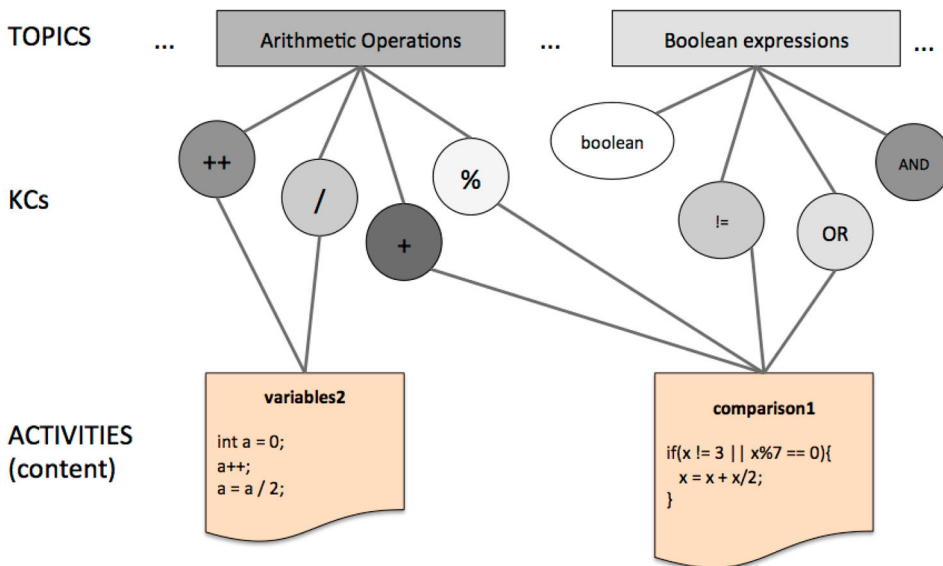 TOPICS
...
Arithmetic Operations
...
Boolean expressions
...
KCs
++
/
+
%
boolean
!=
OR
AND
ACTIVITIES
(content)
variables2
int a = 0;
a++;
a = a / 2;
comparison1
if(x != 3 || x%7 == 0){
x = x + x/2;
}